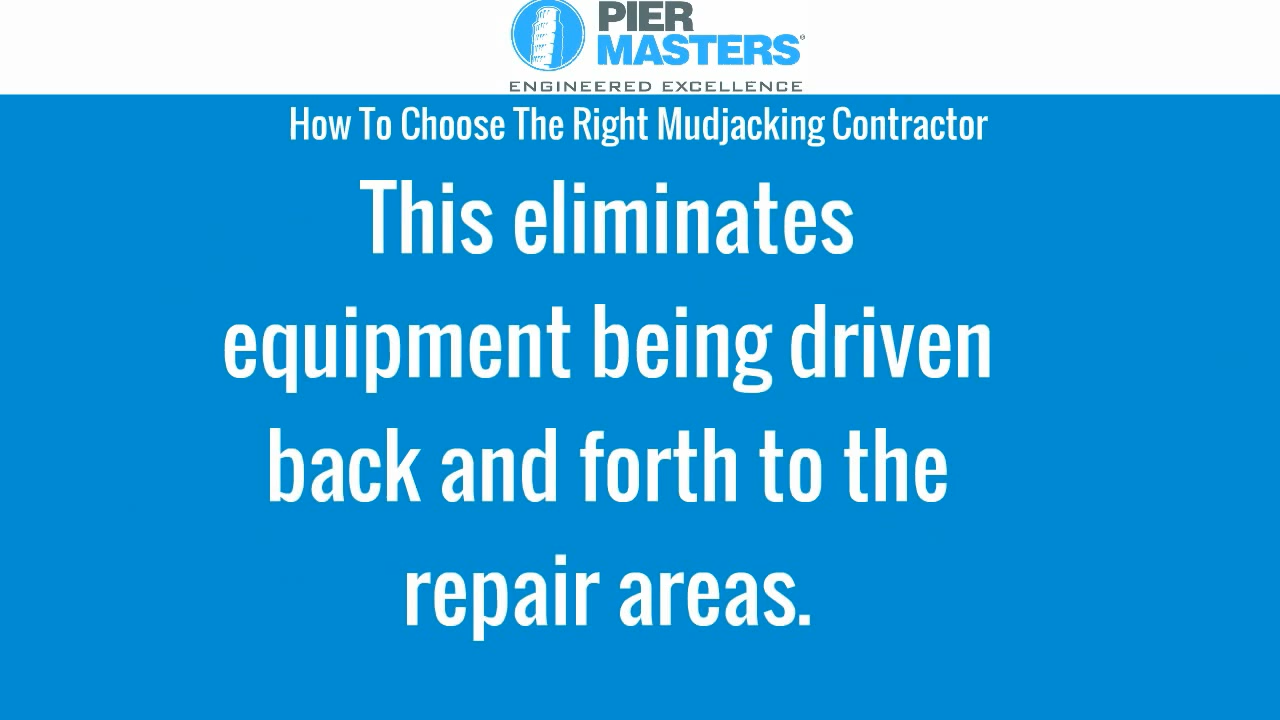 PIER
MASTERS®
ENGINEERED EXCELLENCE
How To Choose The Right Mudjacking Contractor
This eliminates
equipment being driven
back and forth to the
repair areas.